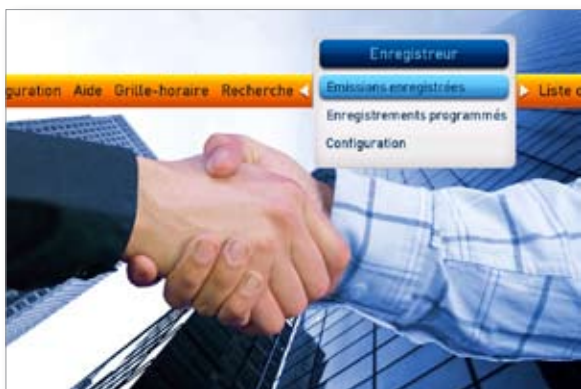 Enregistreur
guration Aide Grille-horaire Recherche Emissions enregistrées Liste
Enregistrements programmés
Configuration